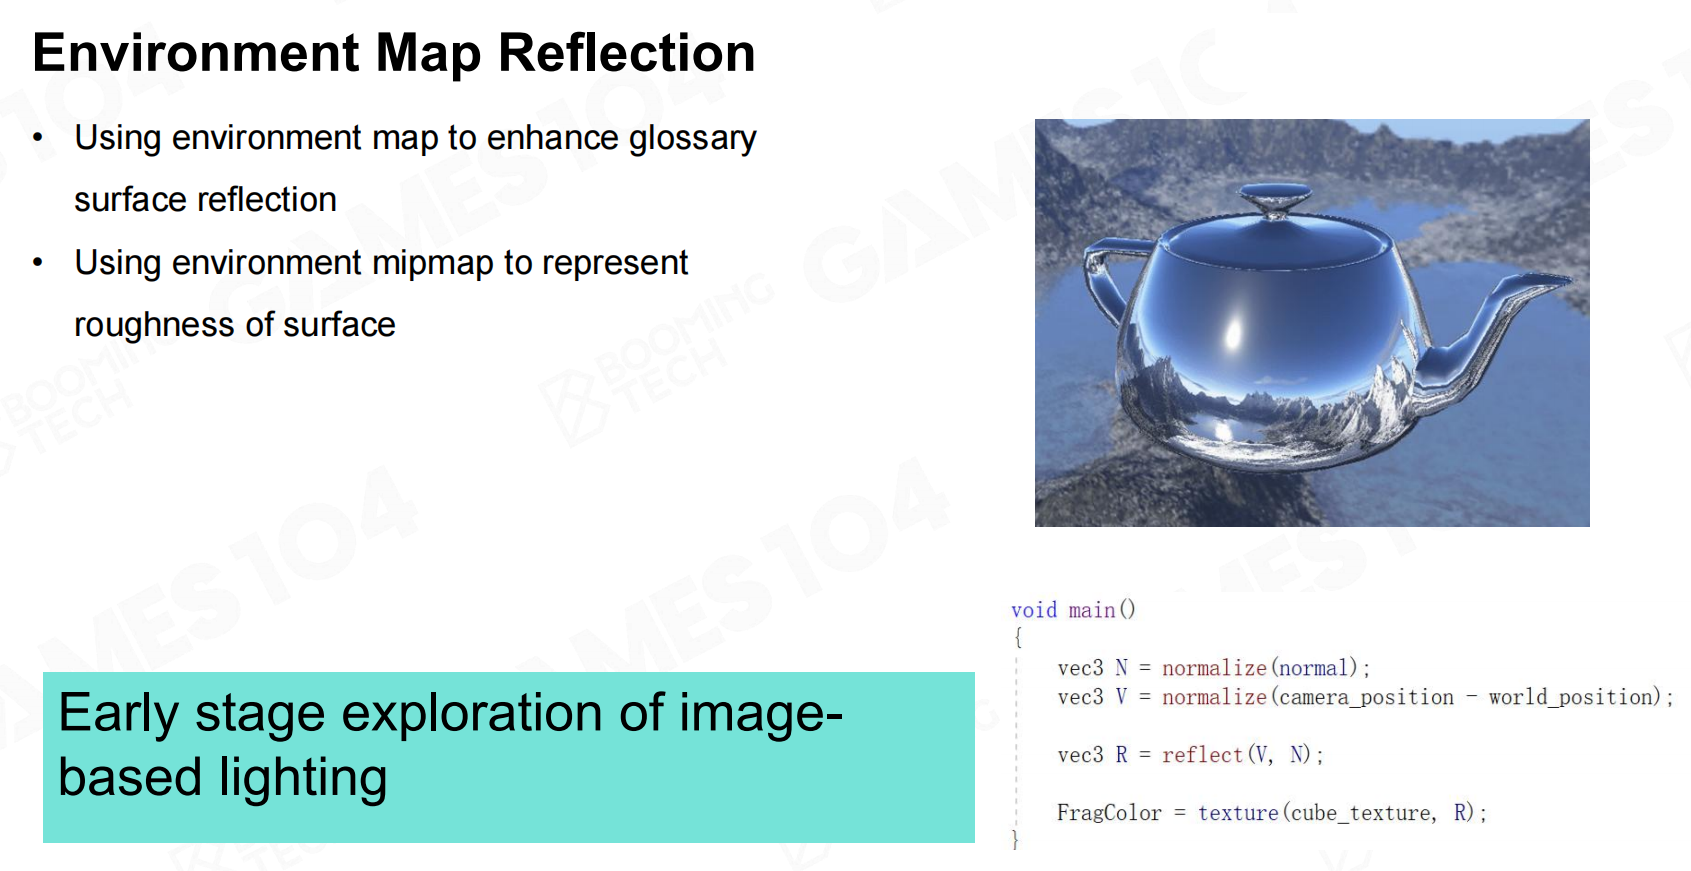 Environment Map Reflection
• Using environment map to enhance glossary
surface reflection
• Using environment mipmap to represent
roughness of surface
Early stage exploration of image-
based lighting
void main()
{
vec3 N = normalize(normal);
vec3 V = normalize(camera_position - world_position);
vec3 R = reflect(V, N);
FragColor = texture(cube_texture, R);
}
GAMES104
BOOMING
TECH